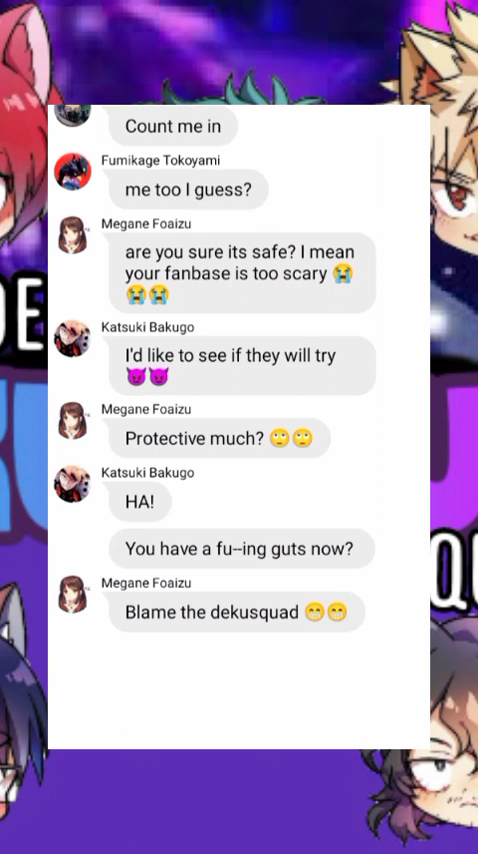 Count me in
Fumikage Tokoyami
me too I guess?
Megane Foaizu
are you sure its safe? I mean
your fanbase is too scary 😭
😭😭
Katsuki Bakugo
I'd like to see if they will try
😈😈
Megane Foaizu
Protective much? 🙄🙄
Katsuki Bakugo
HA!
You have a fu--ing guts now?
Megane Foaizu
Blame the dekusquad 😁😁
DE
QU